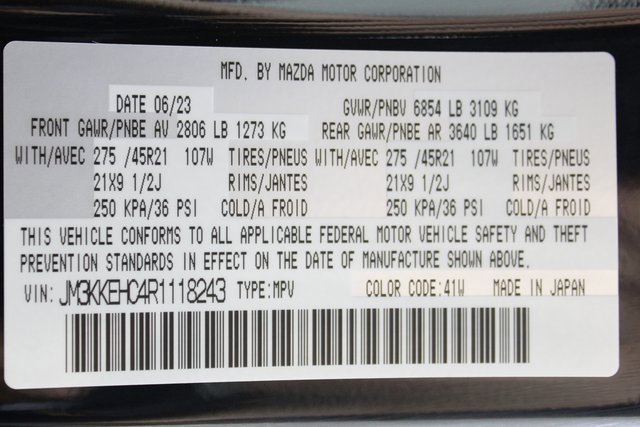 MFD. BY MAZDA MOTOR CORPORATION
DATE 06/23 GVWR/PNBV 6854 LB 3109 KG
FRONT GAWR/PNBE AV 2806 LB 1273 KG REAR GAWR/PNBE AR 3640 LB 1651 KG
WITH/AVEC 275 /45R21 107W TIRES/PNEUS WITH/AVEC 275 /45R21 107W TIRES/PNEUS
21X9 1/2J RIMS/JANTES 21X9 1/2J RIMS/JANTES
250 KPA/36 PSI COLD/A FROID 250 KPA/36 PSI COLD/A FROID
THIS VEHICLE CONFORMS TO ALL APPLICABLE FEDERAL MOTOR VEHICLE SAFETY AND THEFT
PREVENTION STANDARDS IN EFFECT ON THE DATE OF MANUFACTURE SHOWN ABOVE.
VIN: JM3KKEHC4R1118243 TYPE:MPV COLOR CODE:41W MADE IN JAPAN